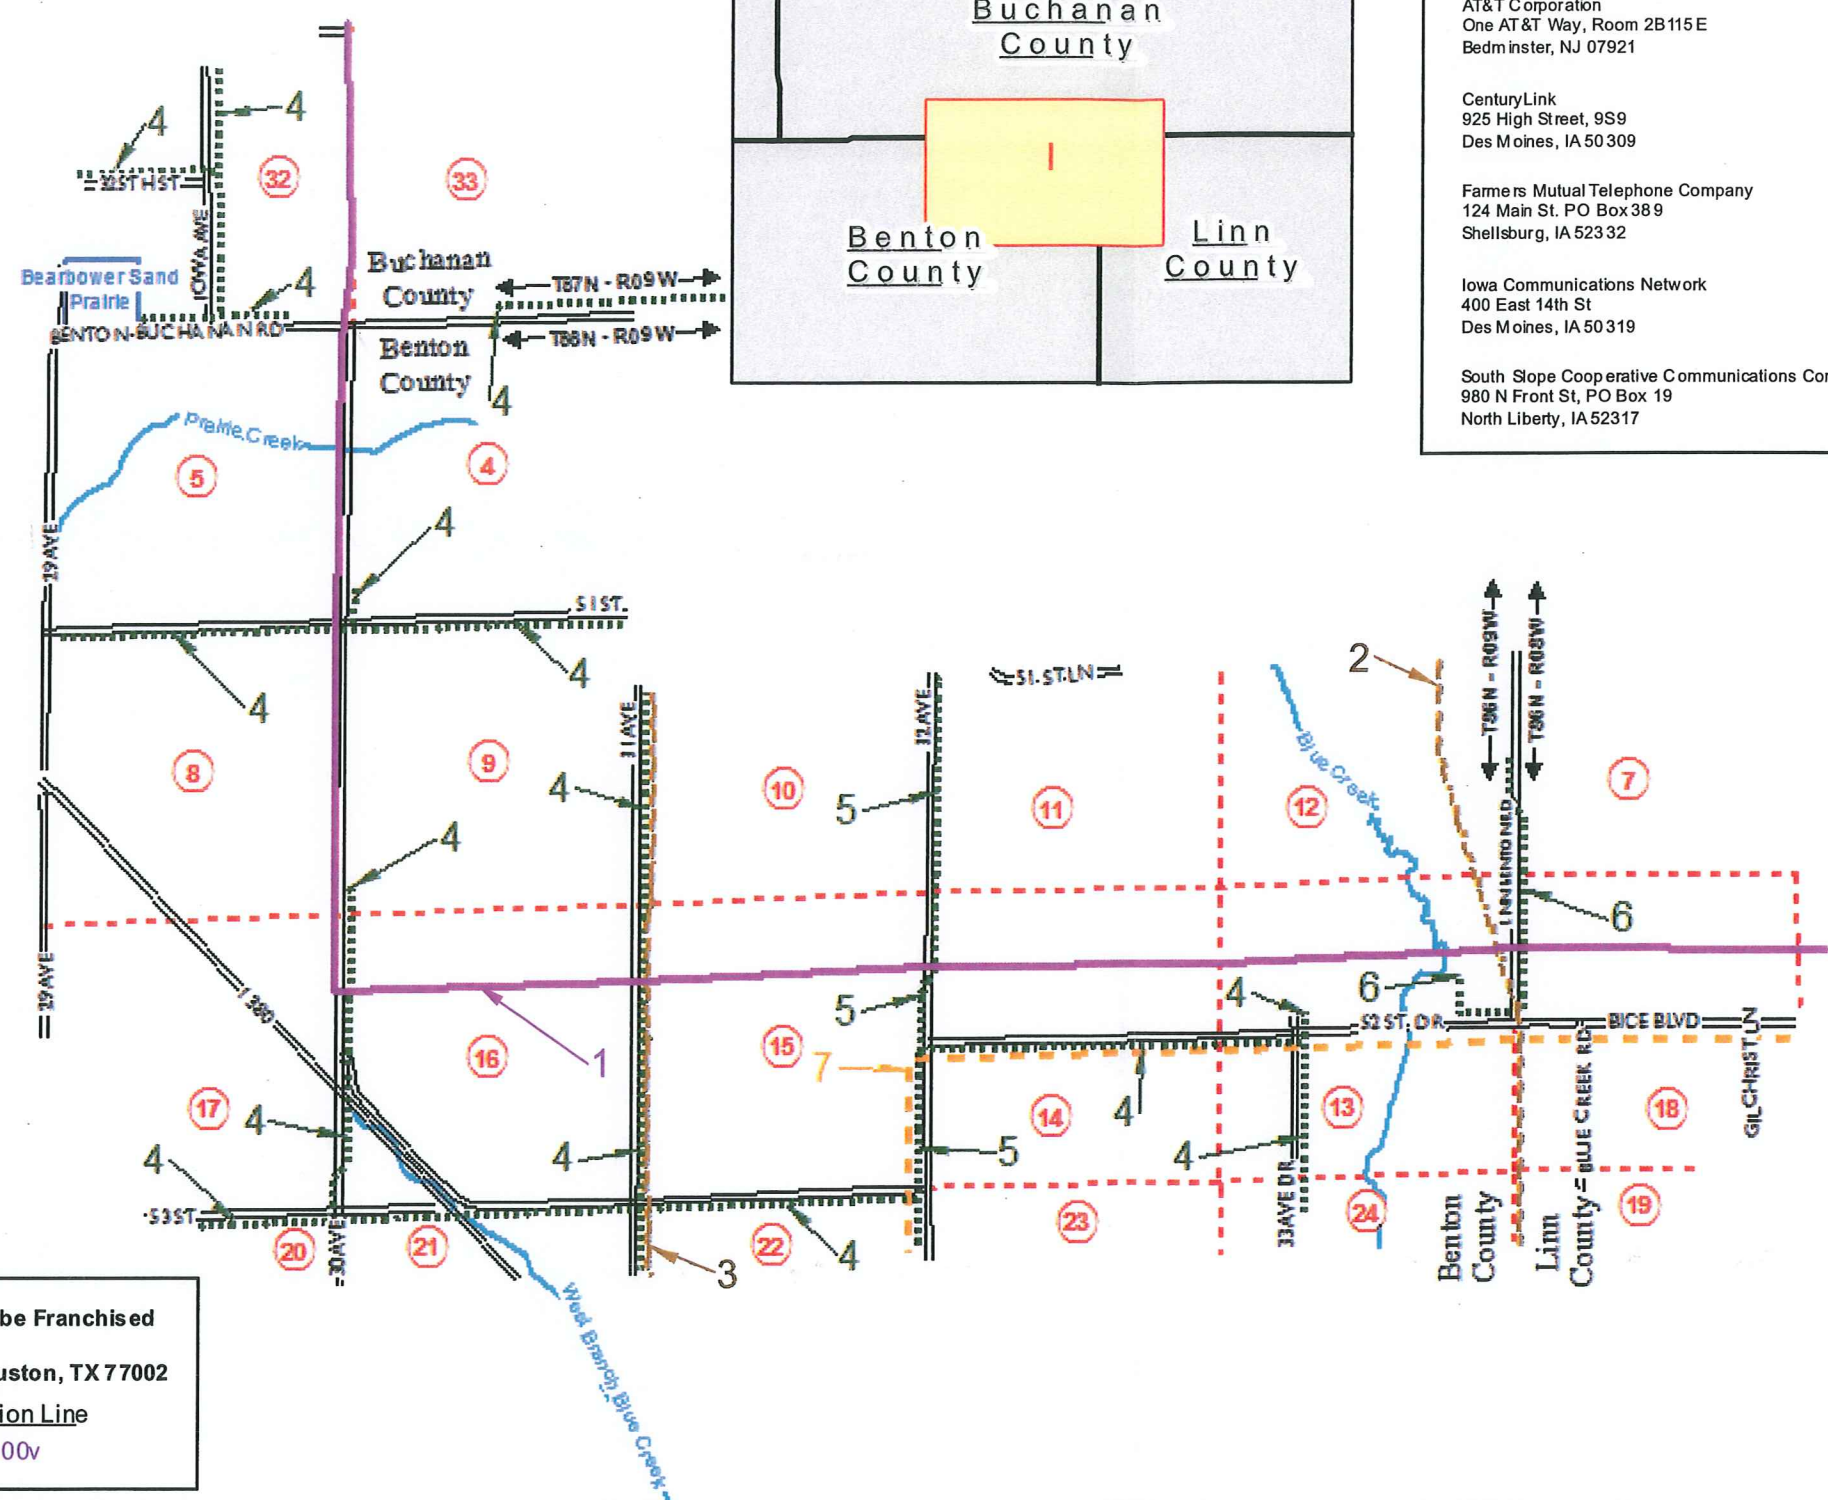 Buchanan
County
Benton
County
Linn
County
AT&T Corporation
One AT&T Way, Room 2B115E
Bedminster, NJ 07921
CenturyLink
925 High Street, 9S9
Des Moines, IA 50309
Farmers Mutual Telephone Company
124 Main St. PO Box 389
Shellsburg, IA 52332
Iowa Communications Network
400 East 14th St
Des Moines, IA 50319
South Slope Cooperative Communications Co
980 N Front St, PO Box 19
North Liberty, IA 52317
4
4
32
33
IOWA AVE
Bearbower Sand
Prairie
4
BENTON-BUCHANAN RD
Buchanan
County
T87N - R09W
T86N - R09W
Benton
County
4
Prairie Creek
5
4
29 AVE
4
51 ST.
4
4
8
9
31 AVE
4
10
32 AVE
5
51 ST. LN
11
2
Blue Creek
12
T86N - R09W
T86N - R08W
7
6
4
29 AVE
I 380
1
16
15
5
7
4
6
52 ST. DR
BICE BLVD
GILCHRIST LN
17
4
4
53 ST
4
14
4
5
4
13
33 AVE DR
BLUE CREEK RD
18
20
30 AVE
21
3
22
4
23
24
Benton
County
Linn
County
19
West Branch Blue Creek
be Franchised
uston, TX 77002
ion Line
00v